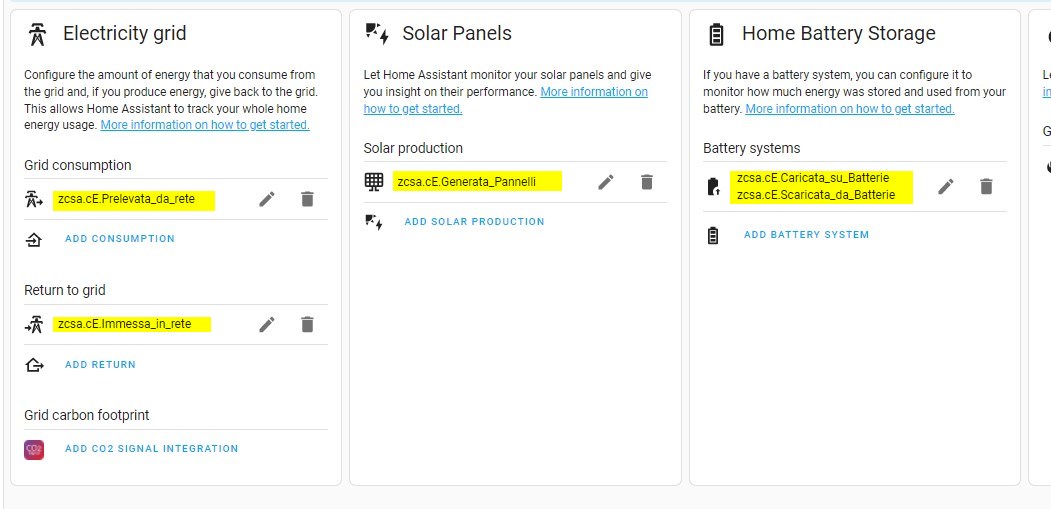 Electricity grid
Configure the amount of energy that you consume from
the grid and, if you produce energy, give back to the grid.
This allows Home Assistant to track your whole home
energy usage. More information on how to get started.
Grid consumption
zcsa.cE.Prelevata_da_rete
ADD CONSUMPTION
Return to grid
zcsa.cE.Immessa_in_rete
ADD RETURN
Grid carbon footprint
CO2
ADD CO2 SIGNAL INTEGRATION
Solar Panels
Let Home Assistant monitor your solar panels and give
you insight on their performance. More information on
how to get started.
Solar production
zcsa.cE.Generata_Pannelli
ADD SOLAR PRODUCTION
Home Battery Storage
If you have a battery system, you can configure it to
monitor how much energy was stored and used from your
battery. More information on how to get started.
Battery systems
zcsa.cE.Caricata_su_Batterie
zcsa.cE.Scaricata_da_Batterie
ADD BATTERY SYSTEM